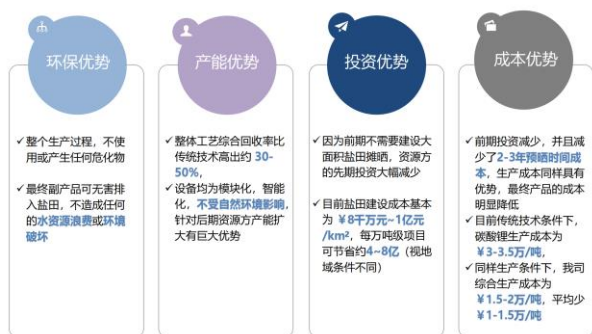 环保优势
✓整个生产过程，不使
用或产生任何危化物
✓最终副产品可无害排
入盐田，不造成任何
的水资源浪费或环境
破坏
产能优势
✓整体工艺综合回收率比
传统技术高出约 30-
50%，
✓设备均为模块化，智能
化，不受自然环境影响，
针对后期资源方产能扩
大有巨大优势
投资优势
✓因为前期不需要建设大
面积盐田摊晒，资源方
的先期投资大幅减少
✓目前盐田建设成本基本
为 ￥8千万元~1亿元
/km²，每万吨级项目
可节省约4~8亿（视地
域条件不同）
成本优势
✓前期投资减少，并且减
少了2-3年预晒时间成
本，生产成本同样具有
优势，最终产品的成本
明显降低
✓目前传统技术条件下，
碳酸锂生产成本为
￥3-3.5万/吨，
✓同样生产条件下，我司
综合生产成本为
￥1.5-2万/吨，平均少
￥1-1.5万/吨